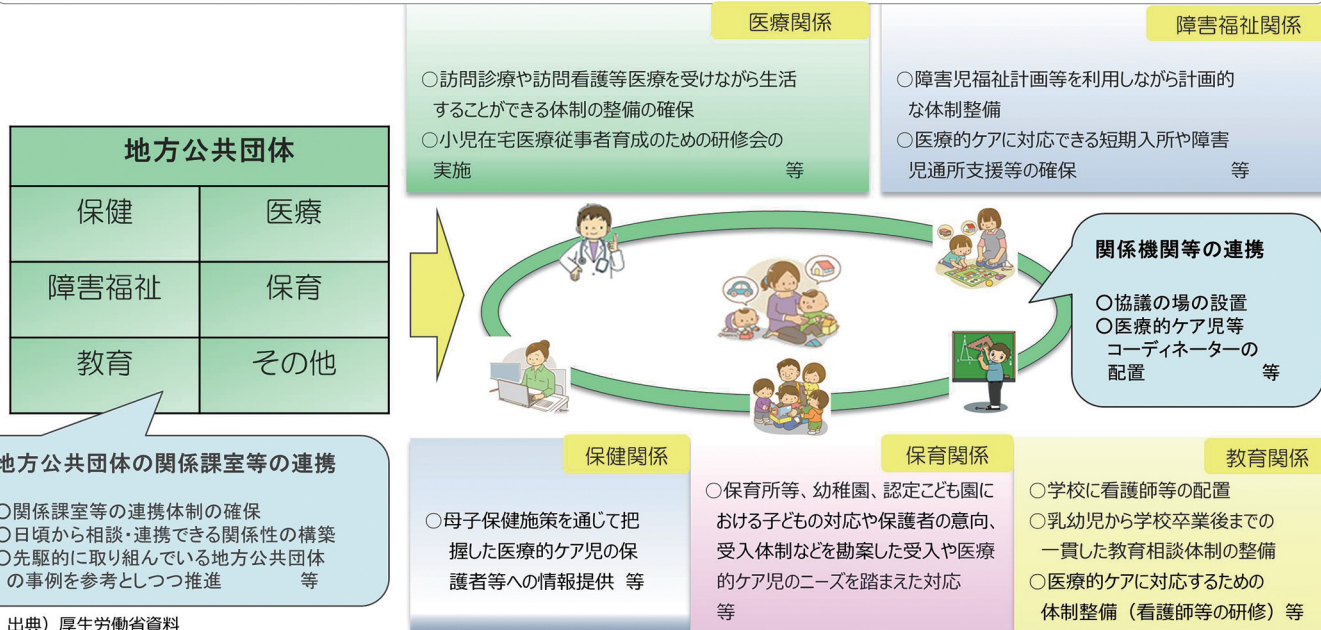 医療関係
○訪問診療や訪問看護等医療を受けながら生活
することができる体制の整備の確保
○小児在宅医療従事者育成のための研修会の
実施 等
障害福祉関係
○障害児福祉計画等を利用しながら計画的
な体制整備
○医療的ケアに対応できる短期入所や障害
児通所支援等の確保 等
地方公共団体
保健 医療
障害福祉 保育
教育 その他
関係機関等の連携
○協議の場の設置
○医療的ケア児等
コーディネーターの
配置 等
地方公共団体の関係課室等の連携
○関係課室等の連携体制の確保
○日頃から相談・連携できる関係性の構築
○先駆的に取り組んでいる地方公共団体
の事例を参考としつつ推進 等
保健関係
○母子保健施策を通じて把
握した医療的ケア児の保
護者等への情報提供 等
保育関係
○保育所等、幼稚園、認定こども園に
おける子どもの対応や保護者の意向、
受入体制などを勘案した受入や医療
的ケア児のニーズを踏まえた対応
等
教育関係
○学校に看護師等の配置
○乳幼児から学校卒業後までの
一貫した教育相談体制の整備
○医療的ケアに対応するための
体制整備（看護師等の研修）等
出典）厚生労働省資料